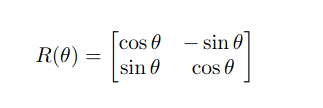 R(θ) = [cos θ − sin θ]
[sin θ cos θ]